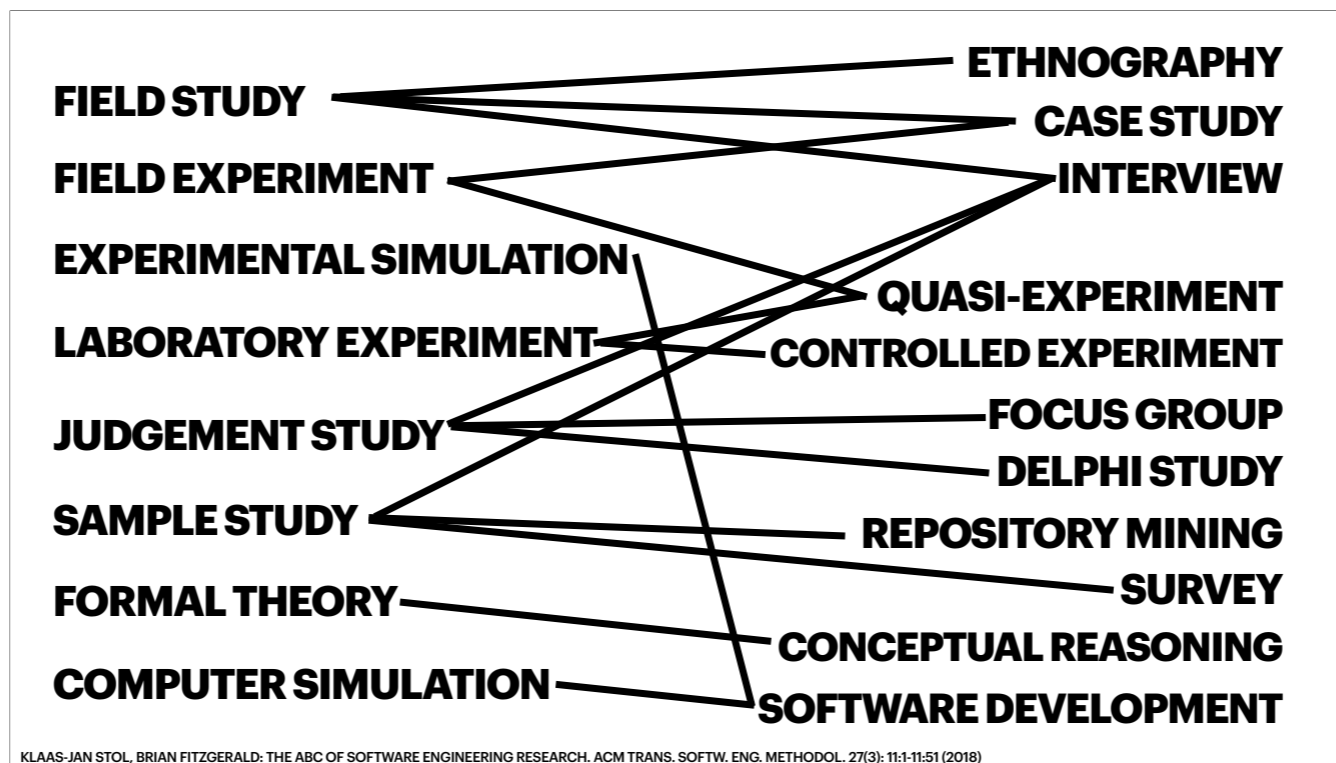 FIELD STUDY
FIELD EXPERIMENT
EXPERIMENTAL SIMULATION
LABORATORY EXPERIMENT
JUDGEMENT STUDY
SAMPLE STUDY
FORMAL THEORY
COMPUTER SIMULATION
ETHNOGRAPHY
CASE STUDY
INTERVIEW
QUASI-EXPERIMENT
CONTROLLED EXPERIMENT
FOCUS GROUP
DELPHI STUDY
REPOSITORY MINING
SURVEY
CONCEPTUAL REASONING
SOFTWARE DEVELOPMENT
KLAAS-JAN STOL, BRIAN FITZGERALD: THE ABC OF SOFTWARE ENGINEERING RESEARCH. ACM TRANS. SOFTW. ENG. METHODOL. 27(3): 11:1-11:51 (2018)